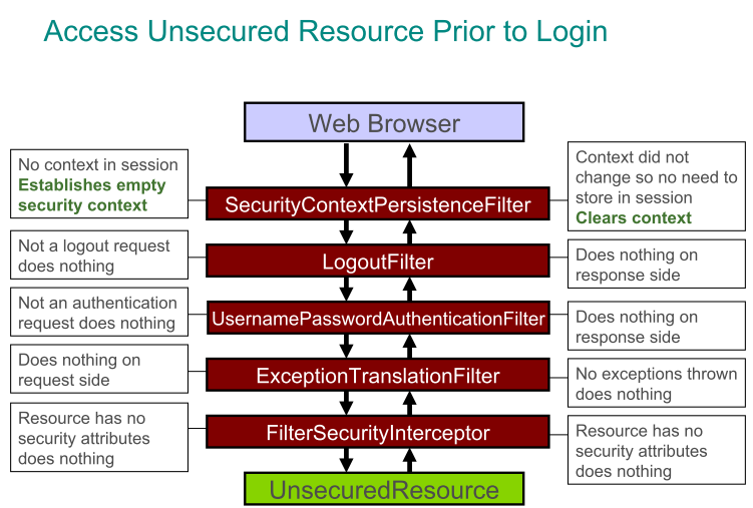 Access Unsecured Resource Prior to Login
Web Browser
No context in session
Establishes empty
security context
SecurityContextPersistenceFilter
Context did not
change so no need to
store in session
Clears context
Not a logout request
does nothing
LogoutFilter
Does nothing on
response side
Not an authentication
request does nothing
UsernamePasswordAuthenticationFilter
Does nothing on
response side
Does nothing on
request side
ExceptionTranslationFilter
No exceptions thrown
does nothing
Resource has no
security attributes
does nothing
FilterSecurityInterceptor
Resource has no
security attributes
does nothing
UnsecuredResource